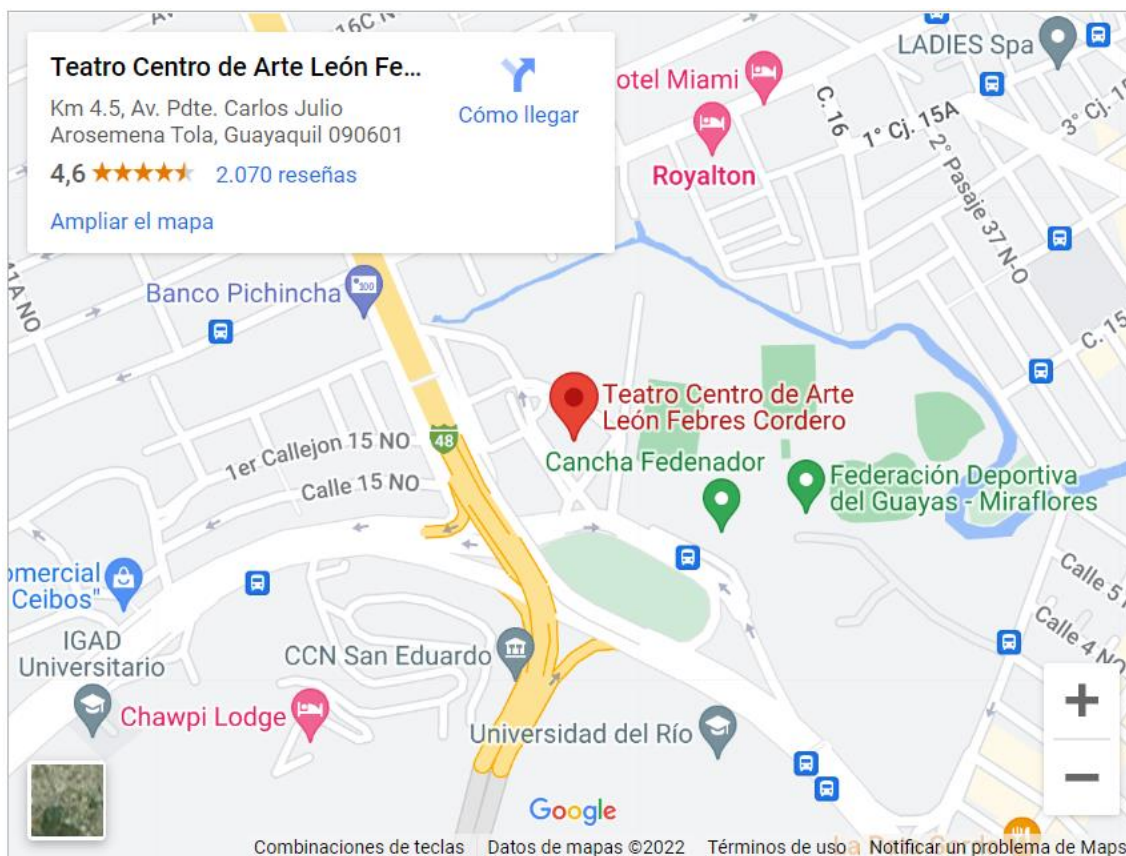 Teatro Centro de Arte León Fe...
Km 4.5, Av. Pdte. Carlos Julio
Arosemena Tola, Guayaquil 090601
4,6
2.070 reseñas
Cómo llegar
Ampliar el mapa
16C N
LADIES Spa
otel Miami
Royalton
C. 16
1° Cj. 15A
3° Cj. 15
2° Pasaje 37 N-O
41A NO
Banco Pichincha
C. 15
Teatro Centro de Arte
León Febres Cordero
48
1er Callejon 15 NO
Calle 15 NO
Cancha Fedenador
Federación Deportiva
del Guayas - Miraflores
omercial
Ceibos"
Calle 51
Calle 4 NO
IGAD
Universitario
CCN San Eduardo
Chawpi Lodge
Universidad del Río
+
−
Google
Combinaciones de teclas
Datos de mapas ©2022
Términos de uso
Notificar un problema de Maps